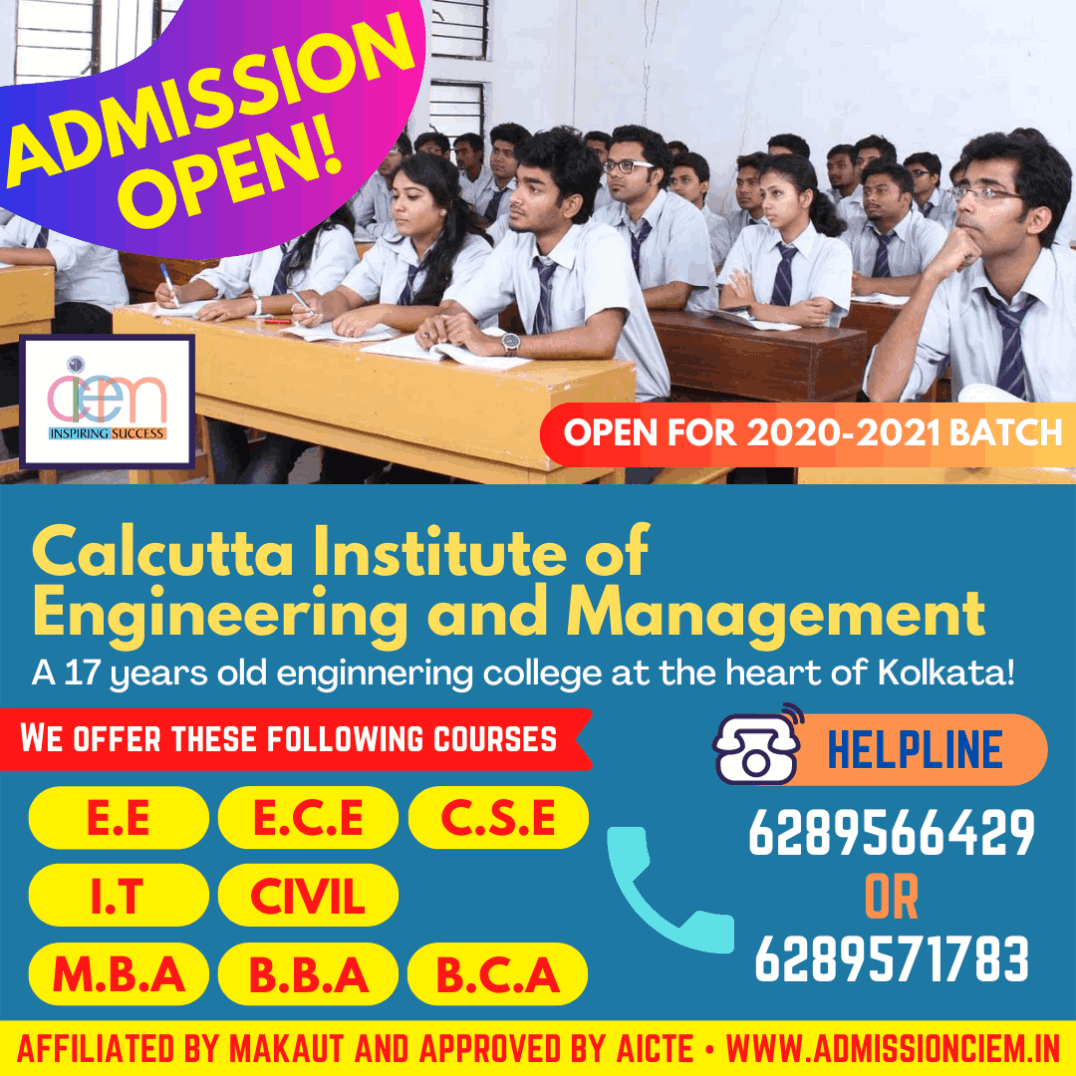 ADMISSION
OPEN!
ciem
INSPIRING SUCCESS
OPEN FOR 2020-2021 BATCH
Calcutta Institute of
Engineering and Management
A 17 years old enginnering college at the heart of Kolkata!
WE OFFER THESE FOLLOWING COURSES
HELPLINE
E.E
E.C.E
C.S.E
I.T
CIVIL
M.B.A
B.B.A
B.C.A
6289566429
OR
6289571783
AFFILIATED BY MAKAUT AND APPROVED BY AICTE • WWW.ADMISSIONCIEM.IN